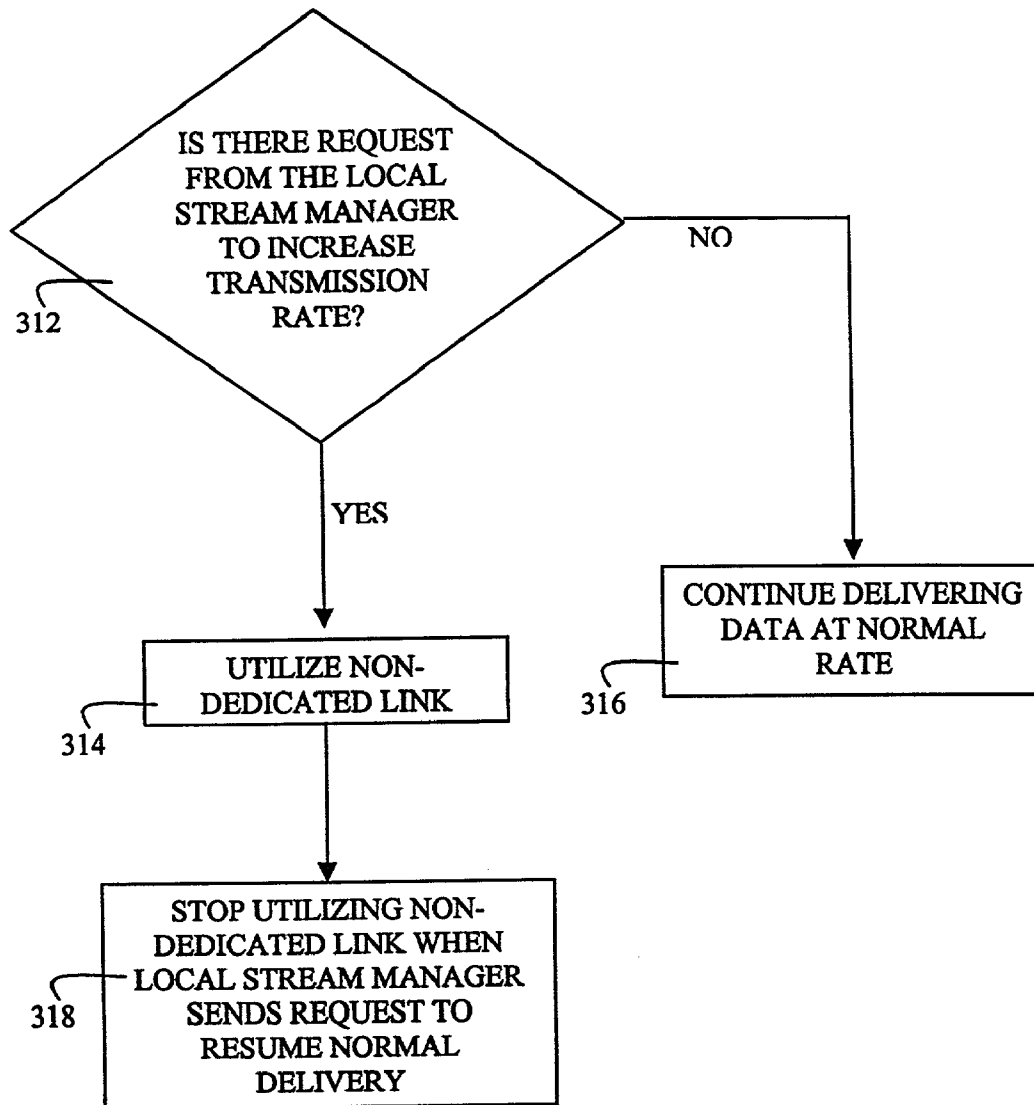 IS THERE REQUEST
FROM THE LOCAL
STREAM MANAGER
TO INCREASE
TRANSMISSION
RATE?
312
NO
YES
CONTINUE DELIVERING
DATA AT NORMAL
RATE
316
UTILIZE NON-
DEDICATED LINK
314
STOP UTILIZING NON-
DEDICATED LINK WHEN
LOCAL STREAM MANAGER
SENDS REQUEST TO
RESUME NORMAL
DELIVERY
318